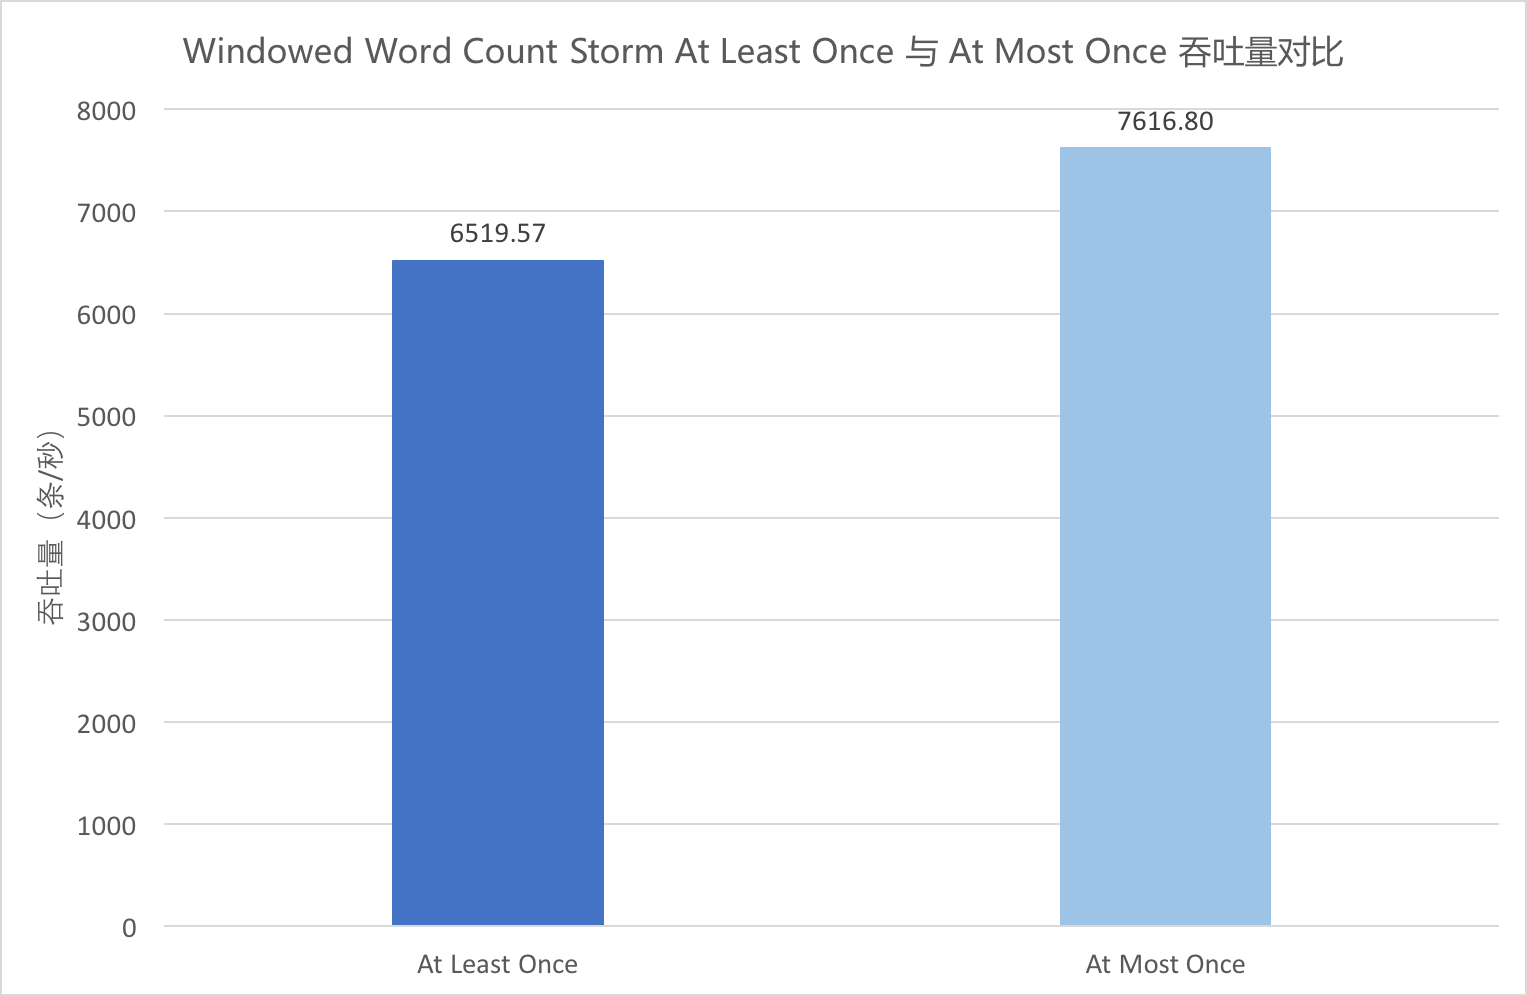 Windowed Word Count Storm At Least Once 与 At Most Once 吞吐量对比
吞吐量（条/秒）
8000
7000
6000
5000
4000
3000
2000
1000
0
6519.57
7616.80
At Least Once
At Most Once